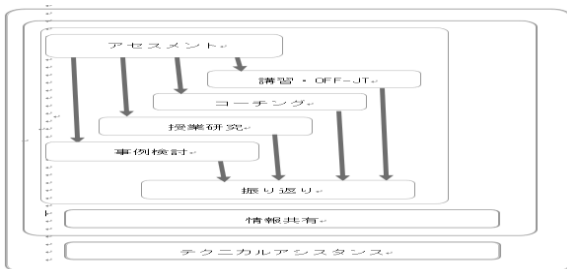 アセスメント
講習・OFF-JT
コーチング
授業研究
事例検討
振り返り
情報共有
テクニカルアシスタンス